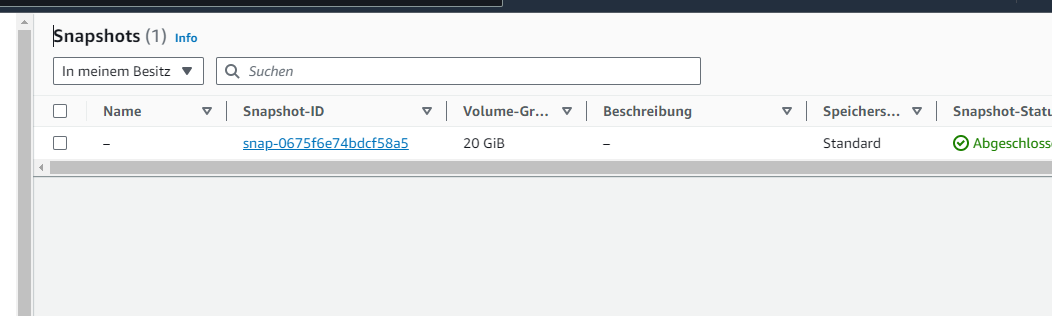 Snapshots (1) Info
In meinem Besitz Suchen
Name Snapshot-ID Volume-Gr... Beschreibung Speichers... Snapshot-Statu
– snap-0675f6e74bdcf58a5 20 GiB – Standard Abgeschlosse